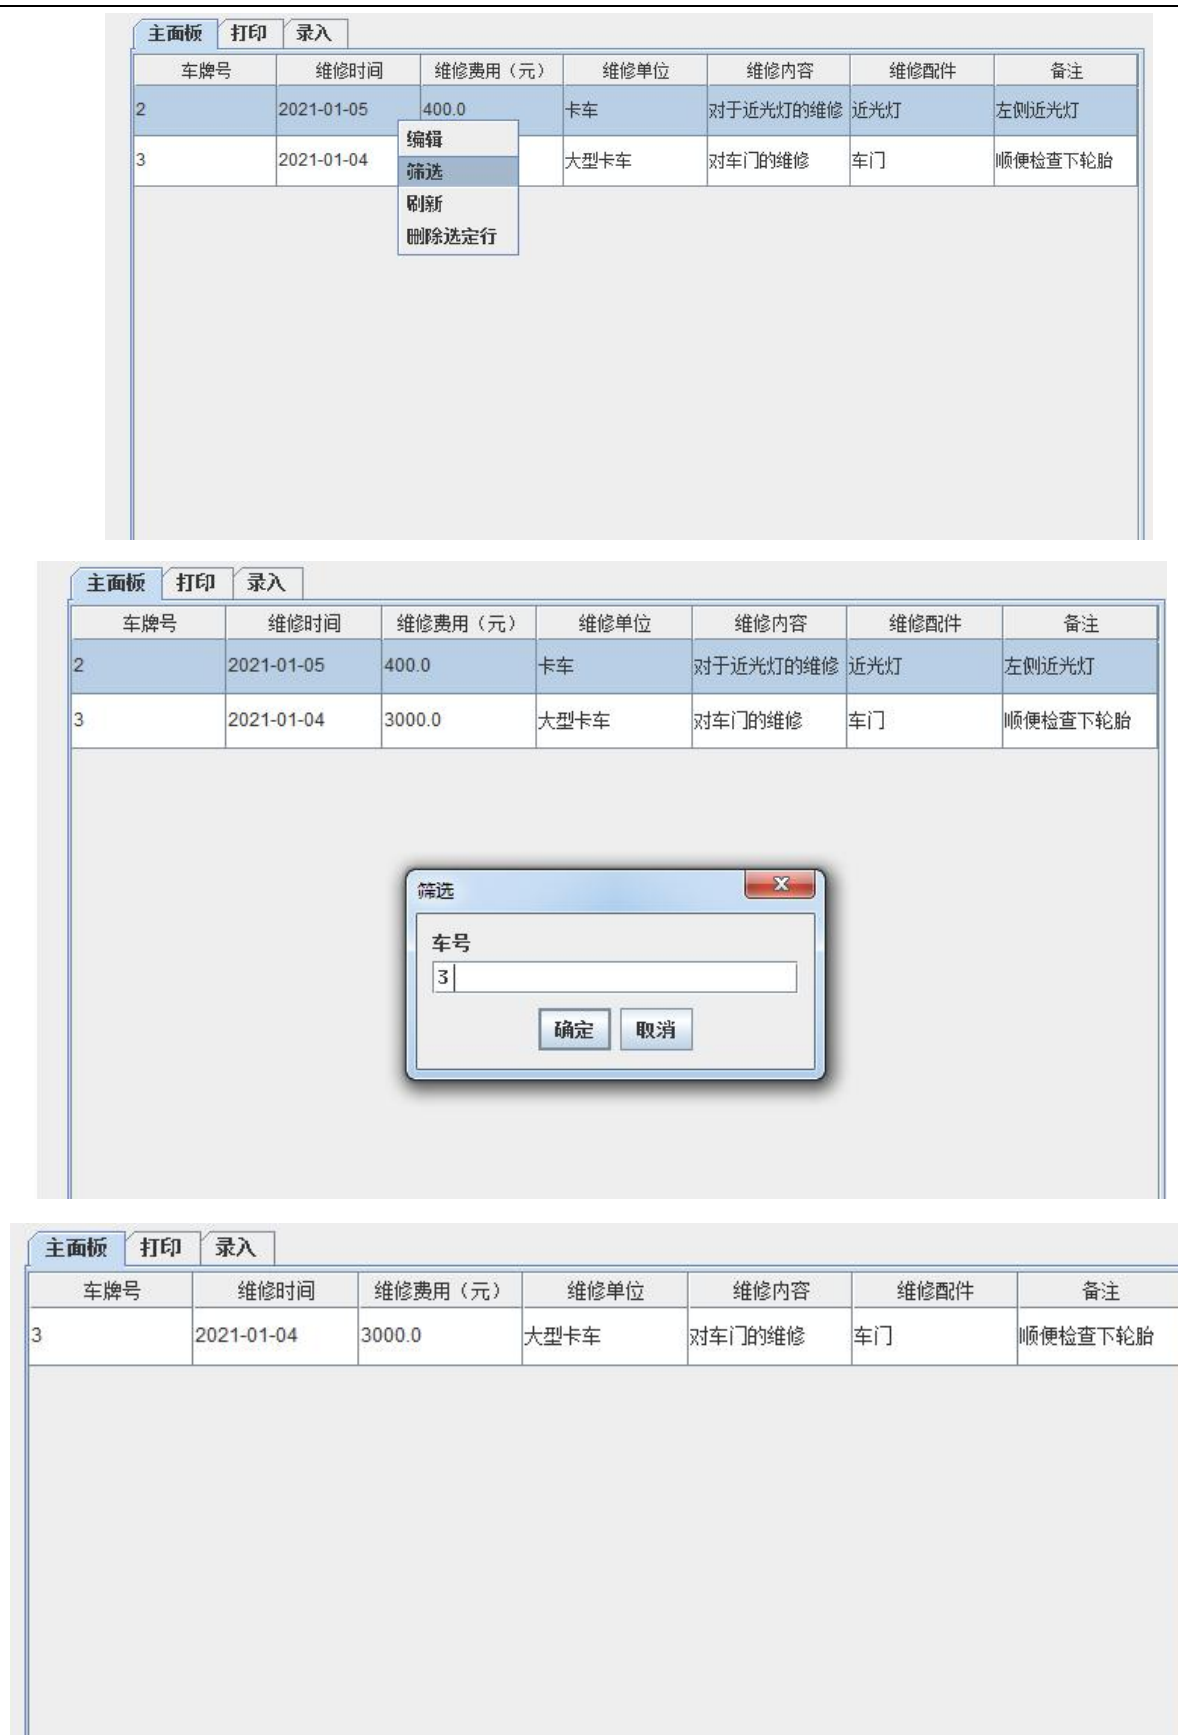 主面板 打印 录入
车牌号 维修时间 维修费用（元） 维修单位 维修内容 维修配件 备注
2 2021-01-05 400.0 卡车 对于近光灯的维修 近光灯 左侧近光灯
编辑
3 2021-01-04 大型卡车 对车门的维修 车门 顺便检查下轮胎
筛选
刷新
删除选定行
主面板 打印 录入
车牌号 维修时间 维修费用（元） 维修单位 维修内容 维修配件 备注
2 2021-01-05 400.0 卡车 对于近光灯的维修 近光灯 左侧近光灯
3 2021-01-04 3000.0 大型卡车 对车门的维修 车门 顺便检查下轮胎
筛选
车号
3
确定 取消
主面板 打印 录入
车牌号 维修时间 维修费用（元） 维修单位 维修内容 维修配件 备注
3 2021-01-04 3000.0 大型卡车 对车门的维修 车门 顺便检查下轮胎